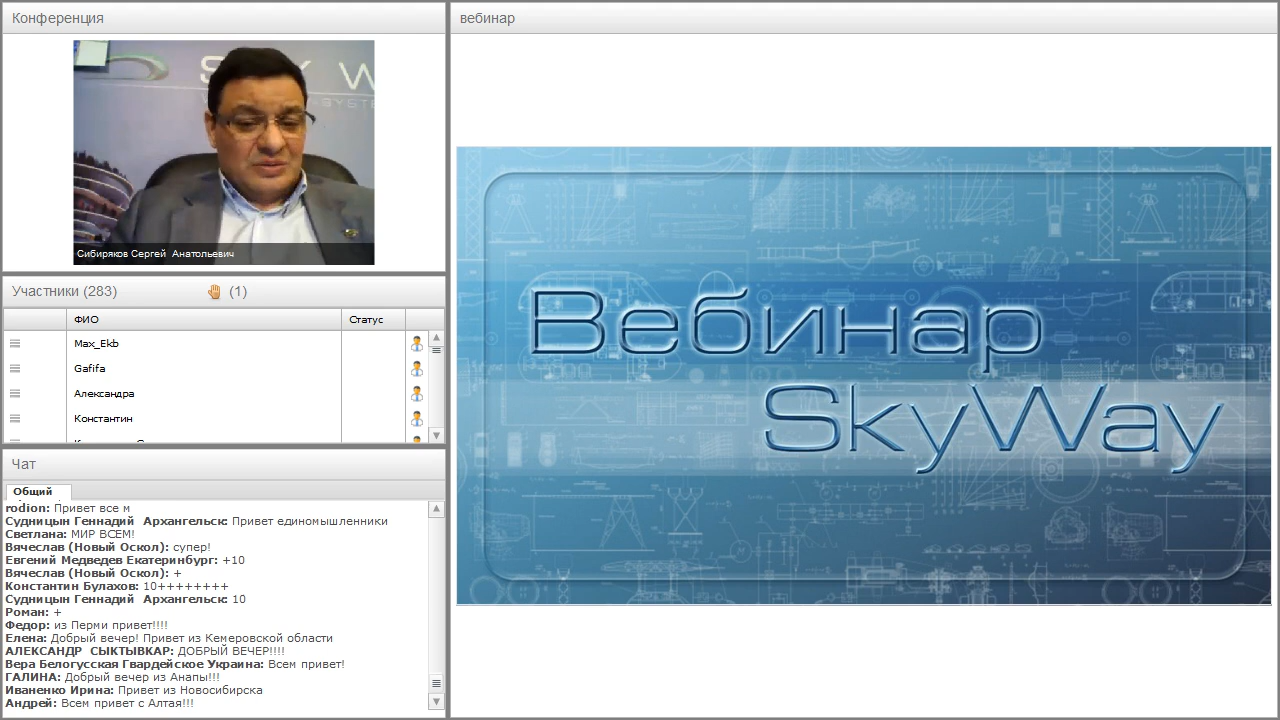 Конференция
Сибиряков Сергей Анатольевич
Участники (283) (1)
ФИО Статус
Max_Ekb
Gafifa
Александра
Константин
Чат
Общий
rodion: Привет все м
Судницын Геннадий Архангельск: Привет единомышленники
Светлана: МИР ВСЕМ!
Вячеслав (Новый Оскол): супер!
Евгений Медведев Екатеринбург: +10
Вячеслав (Новый Оскол): +
Константин Булахов: 10++++++++
Судницын Геннадий Архангельск: 10
Роман: +
Федор: из Перми привет!!!!
Елена: Добрый вечер! Привет из Кемеровской области
АЛЕКСАНДР СЫКТЫВКАР: ДОБРЫЙ ВЕЧЕР!!!!
Вера Белогусская Гвардейское Украина: Всем привет!
ГАЛИНА: Добрый вечер из Анапы!!!
Иваненко Ирина: Привет из Новосибирска
Андрей: Всем привет с Алтая!!!
вебинар
Вебинар
SkyWay